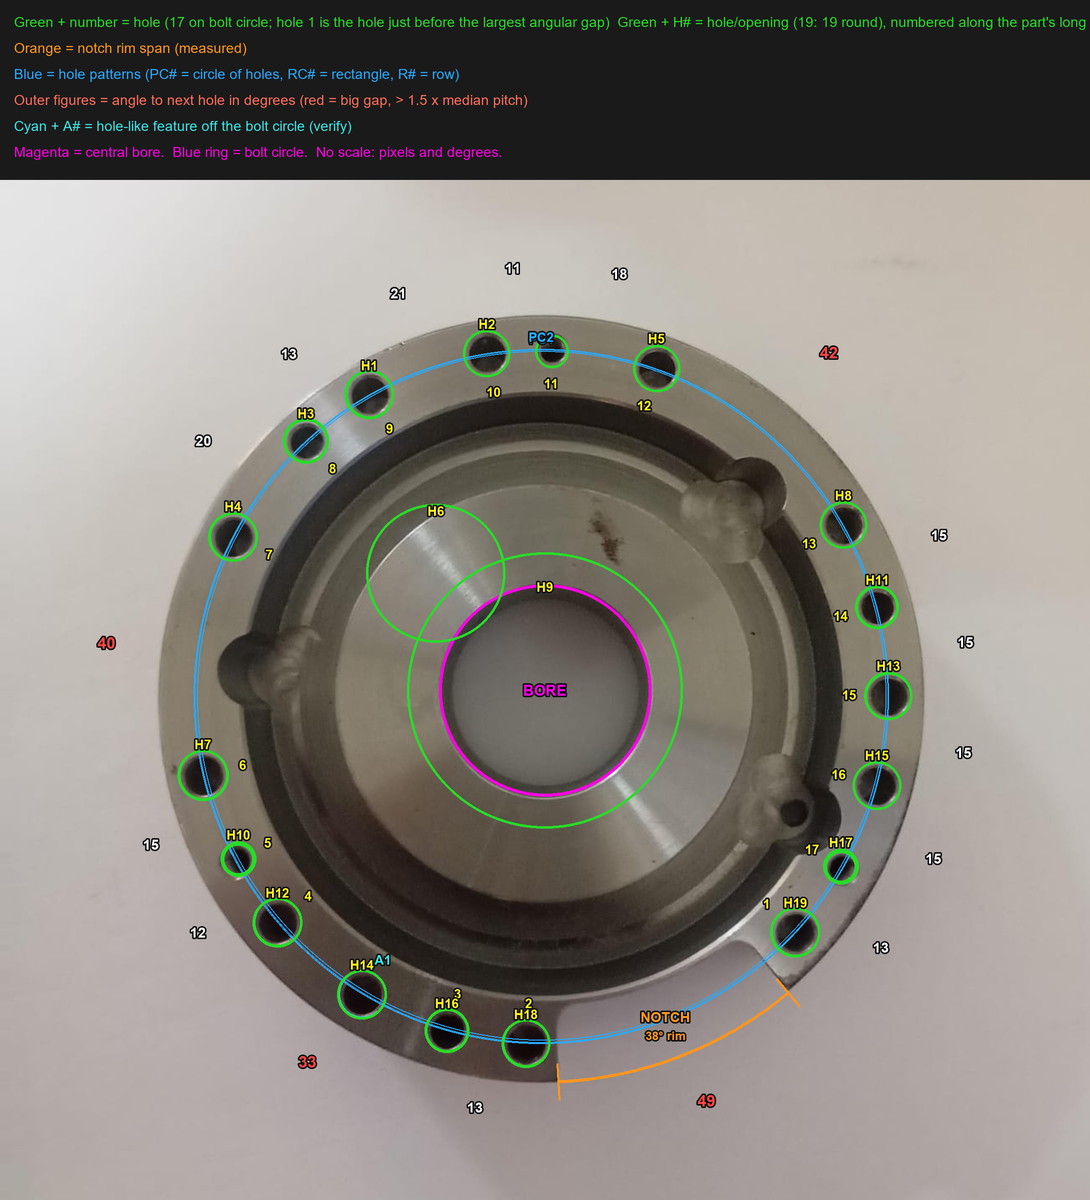 Green + number = hole (17 on bolt circle; hole 1 is the hole just before the largest angular gap)  Green + H# = hole/opening (19: 19 round), numbered along the part's long
Orange = notch rim span (measured)
Blue = hole patterns (PC# = circle of holes, RC# = rectangle, R# = row)
Outer figures = angle to next hole in degrees (red = big gap, > 1.5 x median pitch)
Cyan + A# = hole-like feature off the bolt circle (verify)
Magenta = central bore.  Blue ring = bolt circle.  No scale: pixels and degrees.
11
18
21
H2
PC2
H5
13
42
H1
11
10
12
H3
9
20
8
H8
H4
H6
15
7
13
H11
H9
14
40
15
H13
BORE
15
H7
15
H15
6
16
H10
15
5
H17
17
15
H12
4
H19
1
12
13
H14
A1
3
H16
2
H18
NOTCH
38° rim
33
49
13